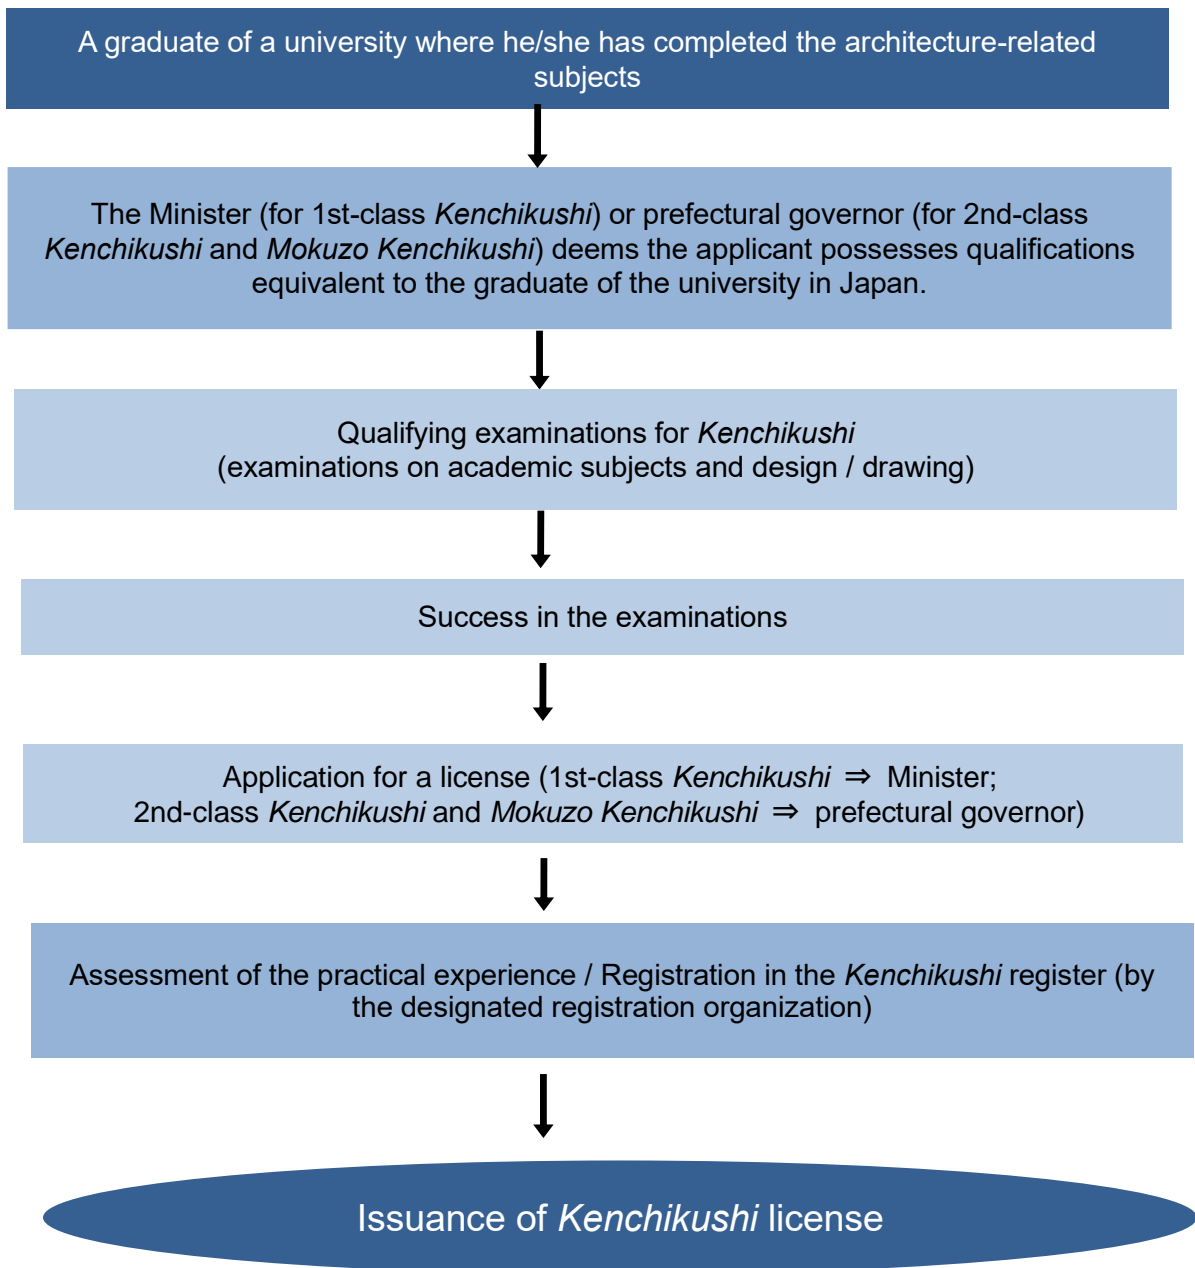 A graduate of a university where he/she has completed the architecture-related
subjects
The Minister (for 1st-class Kenchikushi) or prefectural governor (for 2nd-class
Kenchikushi and Mokuzo Kenchikushi) deems the applicant possesses qualifications
equivalent to the graduate of the university in Japan.
Qualifying examinations for Kenchikushi
(examinations on academic subjects and design / drawing)
Success in the examinations
Application for a license (1st-class Kenchikushi ⇒ Minister;
2nd-class Kenchikushi and Mokuzo Kenchikushi ⇒ prefectural governor)
Assessment of the practical experience / Registration in the Kenchikushi register (by
the designated registration organization)
Issuance of Kenchikushi license